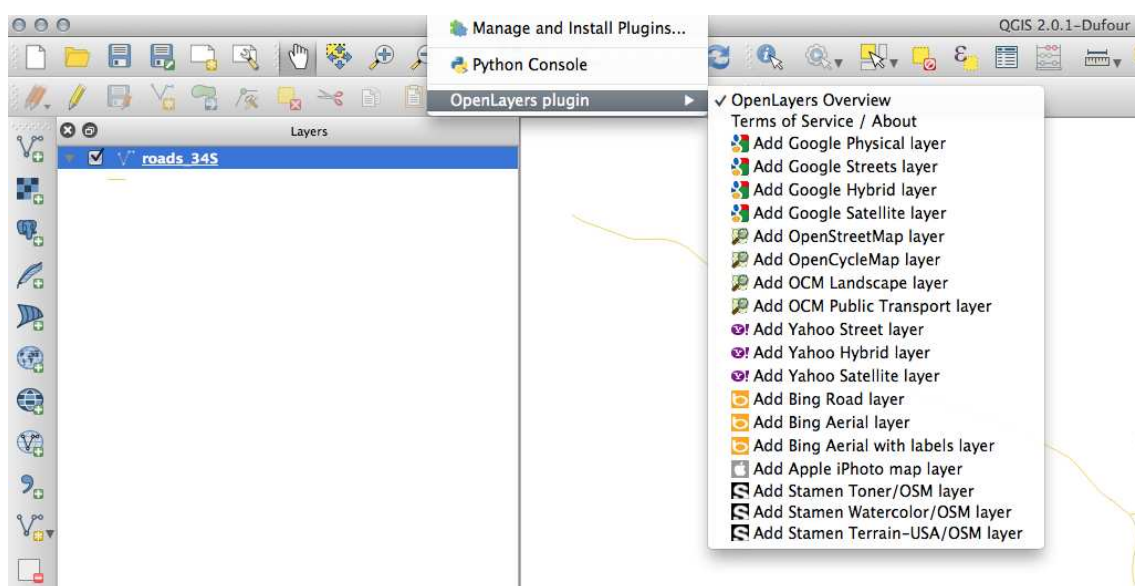 Manage and Install Plugins...
QGIS 2.0.1-Dufour
Python Console
OpenLayers plugin
Layers
roads_34S
OpenLayers Overview
Terms of Service / About
Add Google Physical layer
Add Google Streets layer
Add Google Hybrid layer
Add Google Satellite layer
Add OpenStreetMap layer
Add OpenCycleMap layer
Add OCM Landscape layer
Add OCM Public Transport layer
Add Yahoo Street layer
Add Yahoo Hybrid layer
Add Yahoo Satellite layer
Add Bing Road layer
Add Bing Aerial layer
Add Bing Aerial with labels layer
Add Apple iPhoto map layer
Add Stamen Toner/OSM layer
Add Stamen Watercolor/OSM layer
Add Stamen Terrain-USA/OSM layer